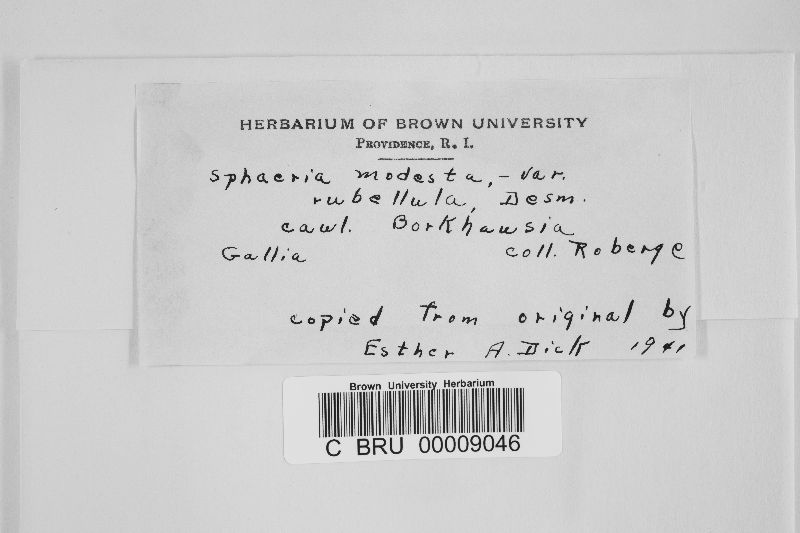 HERBARIUM OF BROWN UNIVERSITY
PROVIDENCE, R. I.
Sphaeria modesta, - var.
rubellula, Desm.
caul. Borkhausia
Gallia coll. Roberge
copied from original by
Esther A. Dick 1941
Brown University Herbarium
C BRU 00009046